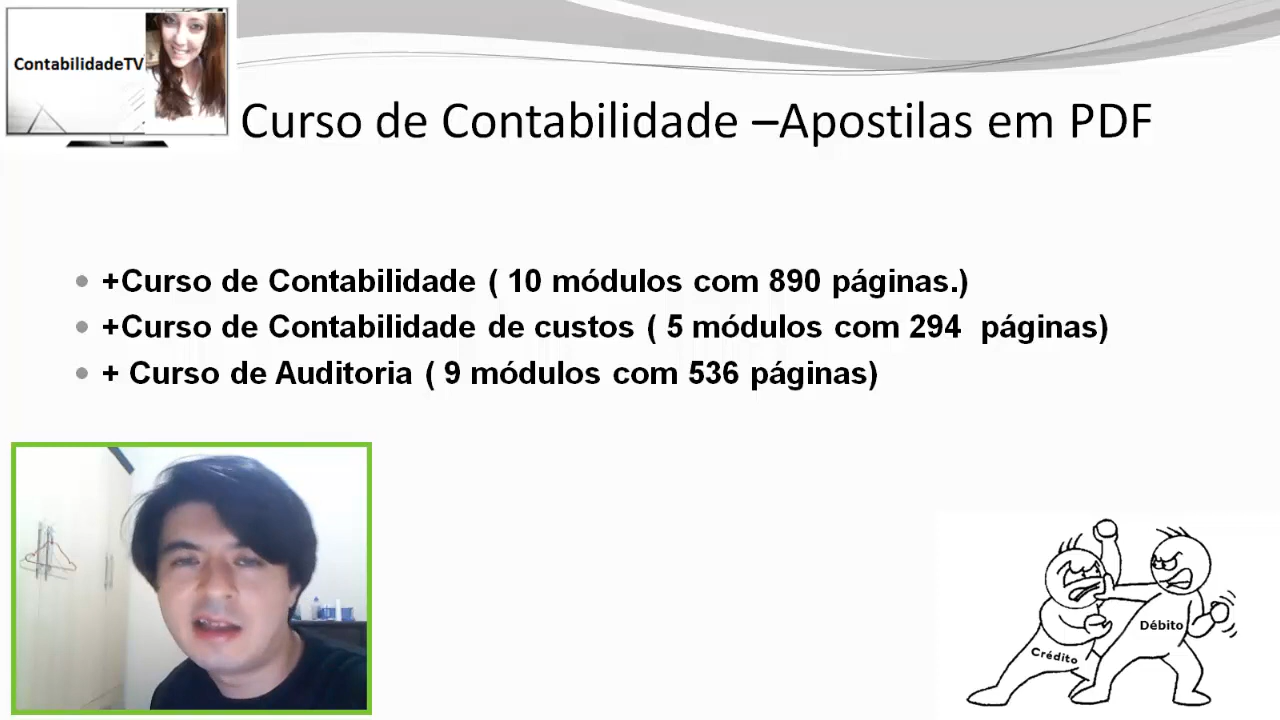 ContabilidadeTV
Curso de Contabilidade –Apostilas em PDF
+Curso de Contabilidade ( 10 módulos com 890 páginas.)
+Curso de Contabilidade de custos ( 5 módulos com 294  páginas)
+ Curso de Auditoria ( 9 módulos com 536 páginas)
Débito
Crédito